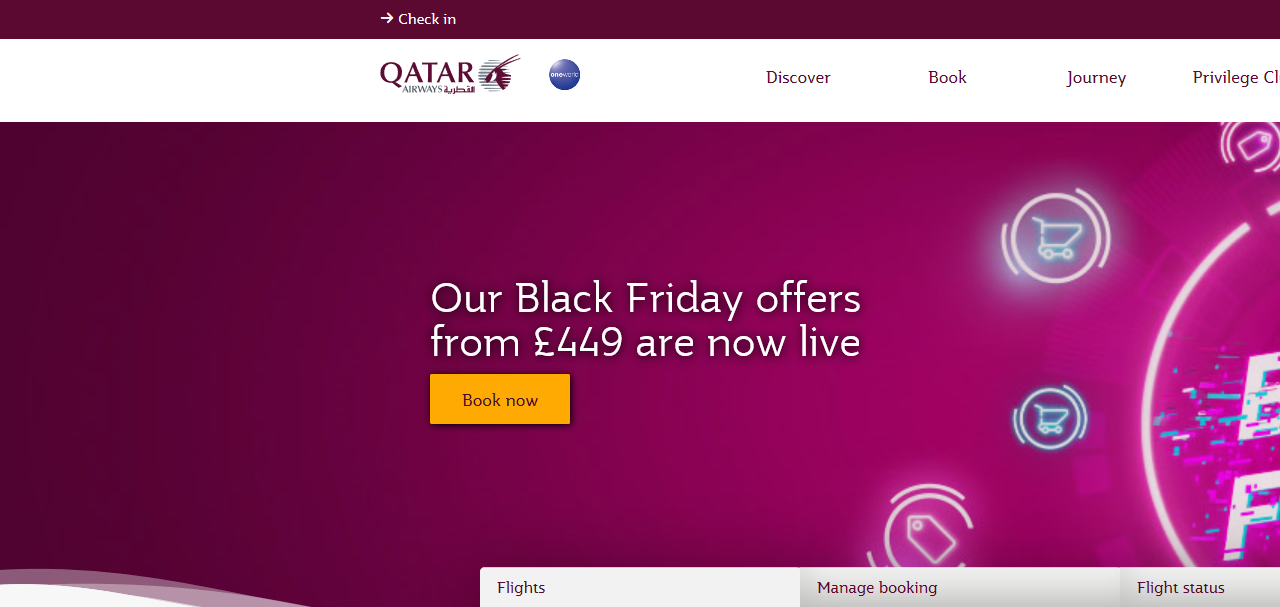 Check in
QATAR
AIRWAYS القطرية
oneworld
Discover
Book
Journey
Privilege Cl
Our Black Friday offers
from £449 are now live
Book now
Flights
Manage booking
Flight status